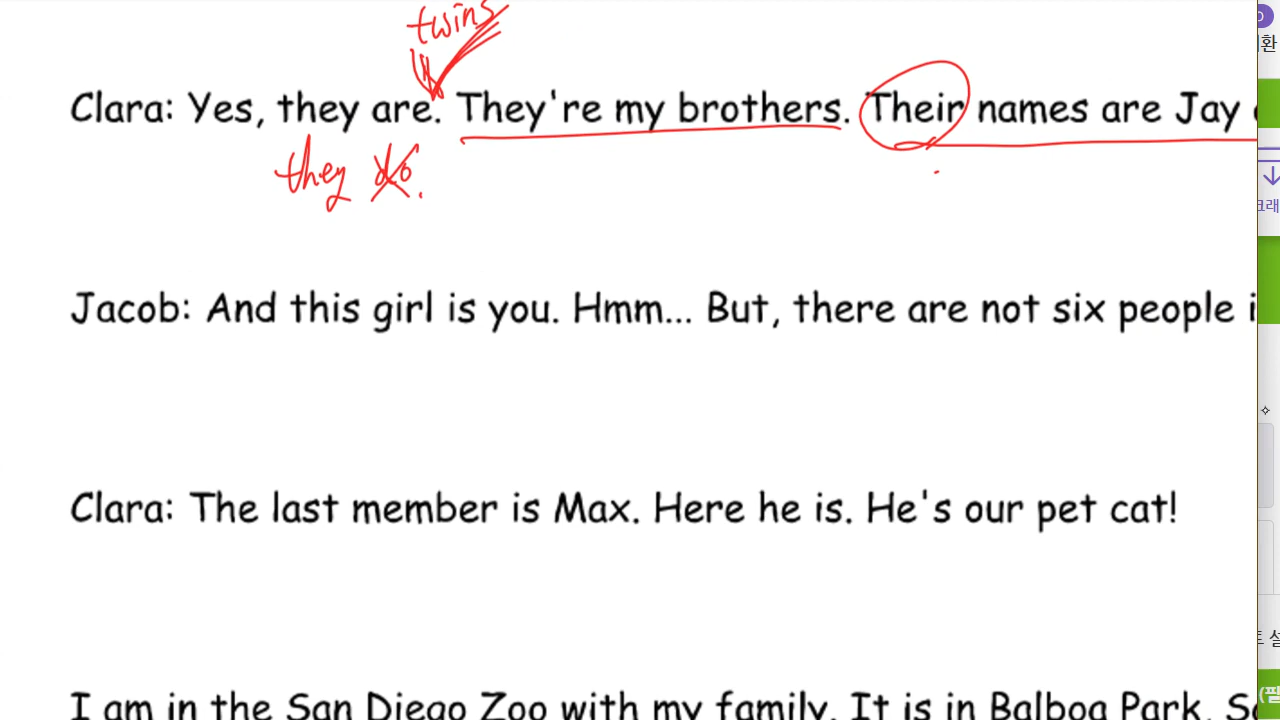 twins
Clara: Yes, they are. They're my brothers. Their names are Jay
they do.
Jacob: And this girl is you. Hmm... But, there are not six people
Clara: The last member is Max. Here he is. He's our pet cat!
I am in the San Diego Zoo with my family. It is in Balboa Park.